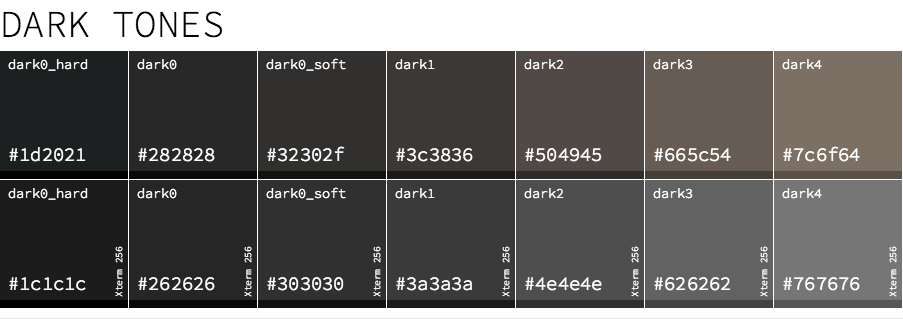 DARK TONES
dark0_hard dark0 dark0_soft dark1 dark2 dark3 dark4
#1d2021 #282828 #32302f #3c3836 #504945 #665c54 #7c6f64
dark0_hard dark0 dark0_soft dark1 dark2 dark3 dark4
Xterm 256 Xterm 256 Xterm 256 Xterm 256 Xterm 256 Xterm 256 Xterm 256
#1c1c1c #262626 #303030 #3a3a3a #4e4e4e #626262 #767676